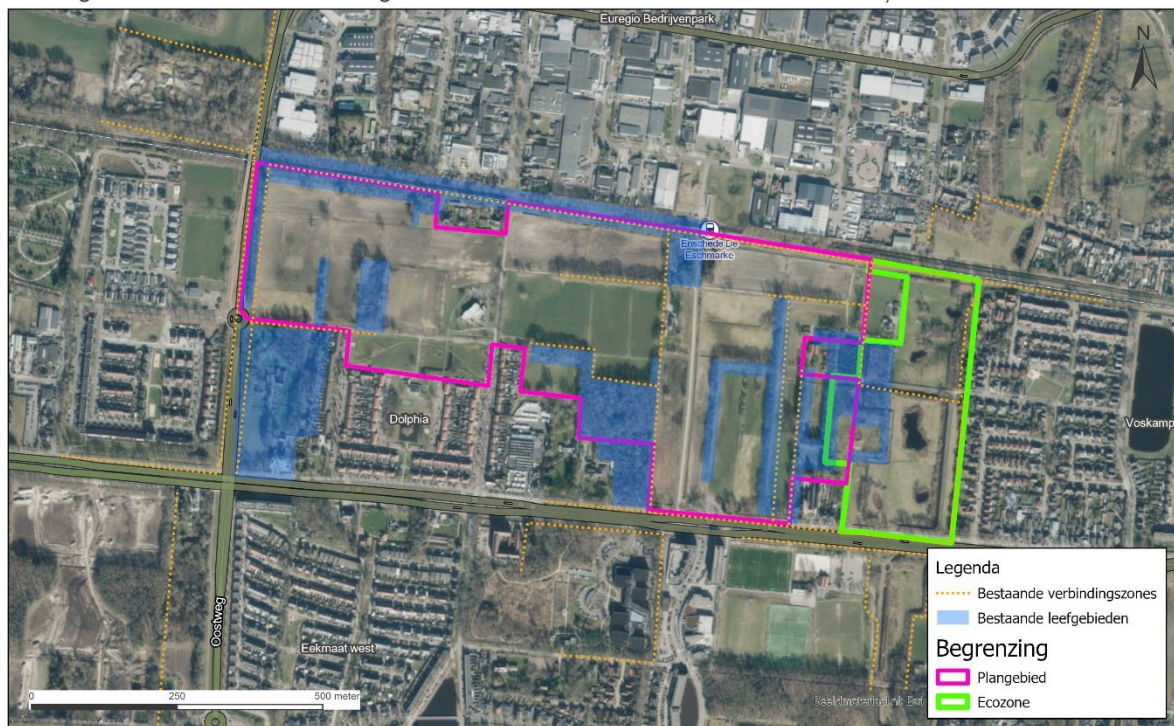 Euregio Bedrijvenpark
N
Enschede De
Eschmarke
Dolphia
Voskamp
Oostweg
Eekmaat west
0 250 500 meter
Legenda
Bestaande verbindingszones
Bestaande leefgebieden
Begrenzing
Plangebied
Ecozone